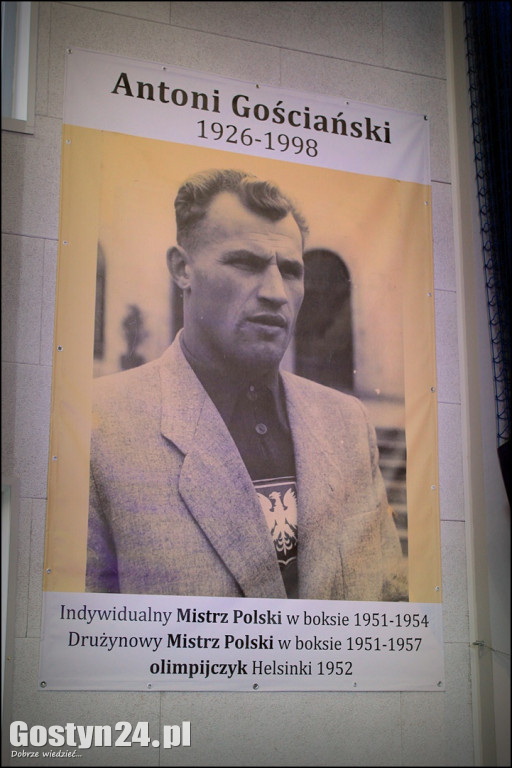 Antoni Gościański
1926-1998
Indywidualny Mistrz Polski w boksie 1951-1954
Drużynowy Mistrz Polski w boksie 1951-1957
olimpijczyk Helsinki 1952
Gostyn24.pl
Dobrze wiedzieć...